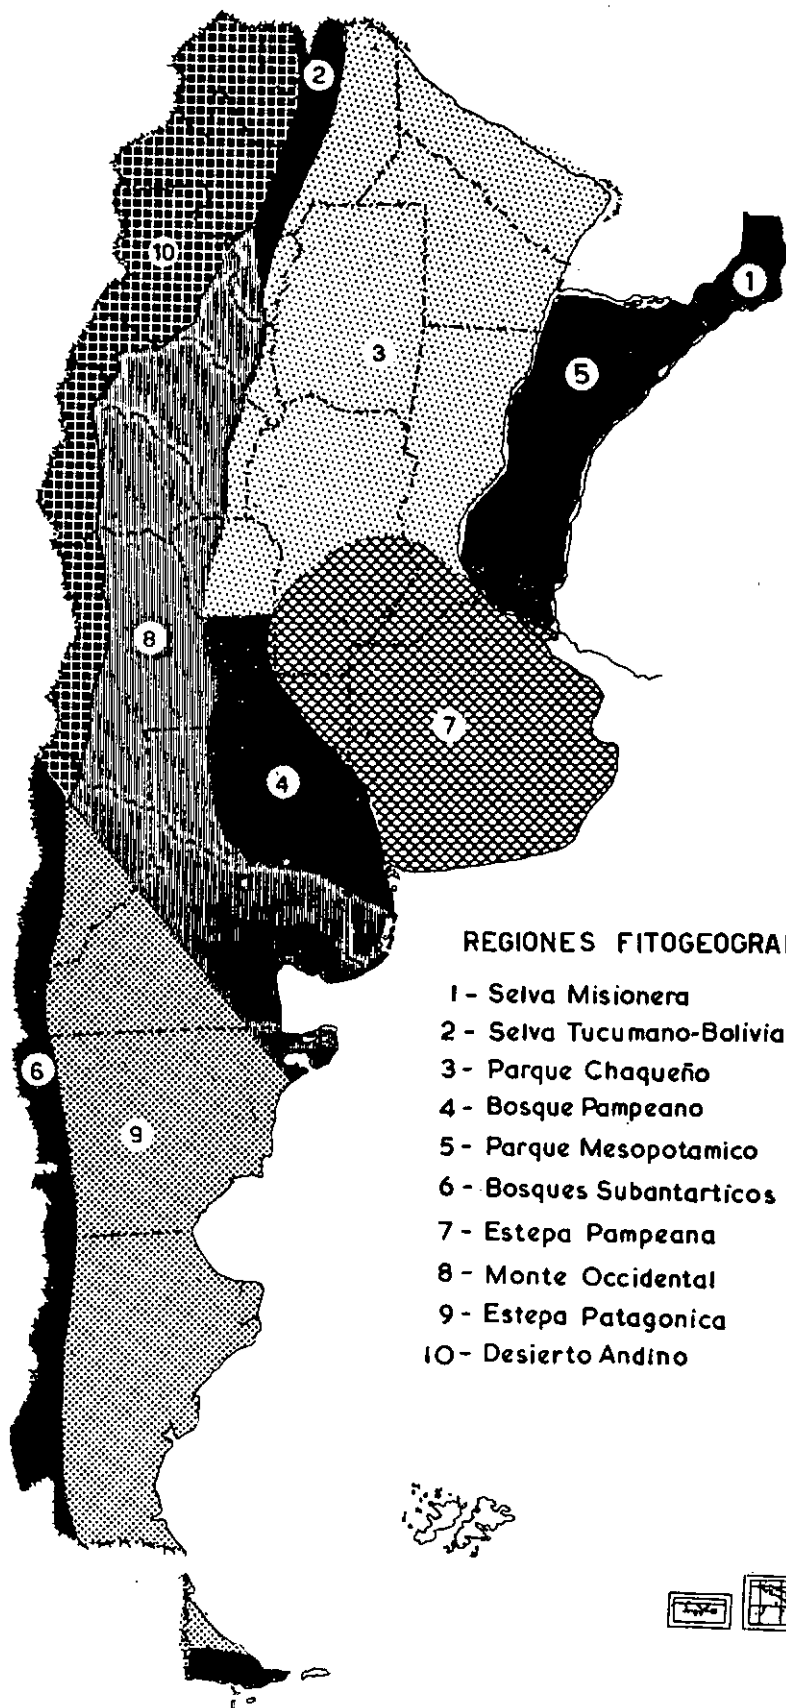 2
10
1
3
5
8
7
4
6
9
REGIONES FITOGEOGRA
1 - Selva Misionera
2 - Selva Tucumano-Bolivia
3 - Parque Chaqueño
4 - Bosque Pampeano
5 - Parque Mesopotamico
6 - Bosques Subantarticos
7 - Estepa Pampeana
8 - Monte Occidental
9 - Estepa Patagonica
10 - Desierto Andino